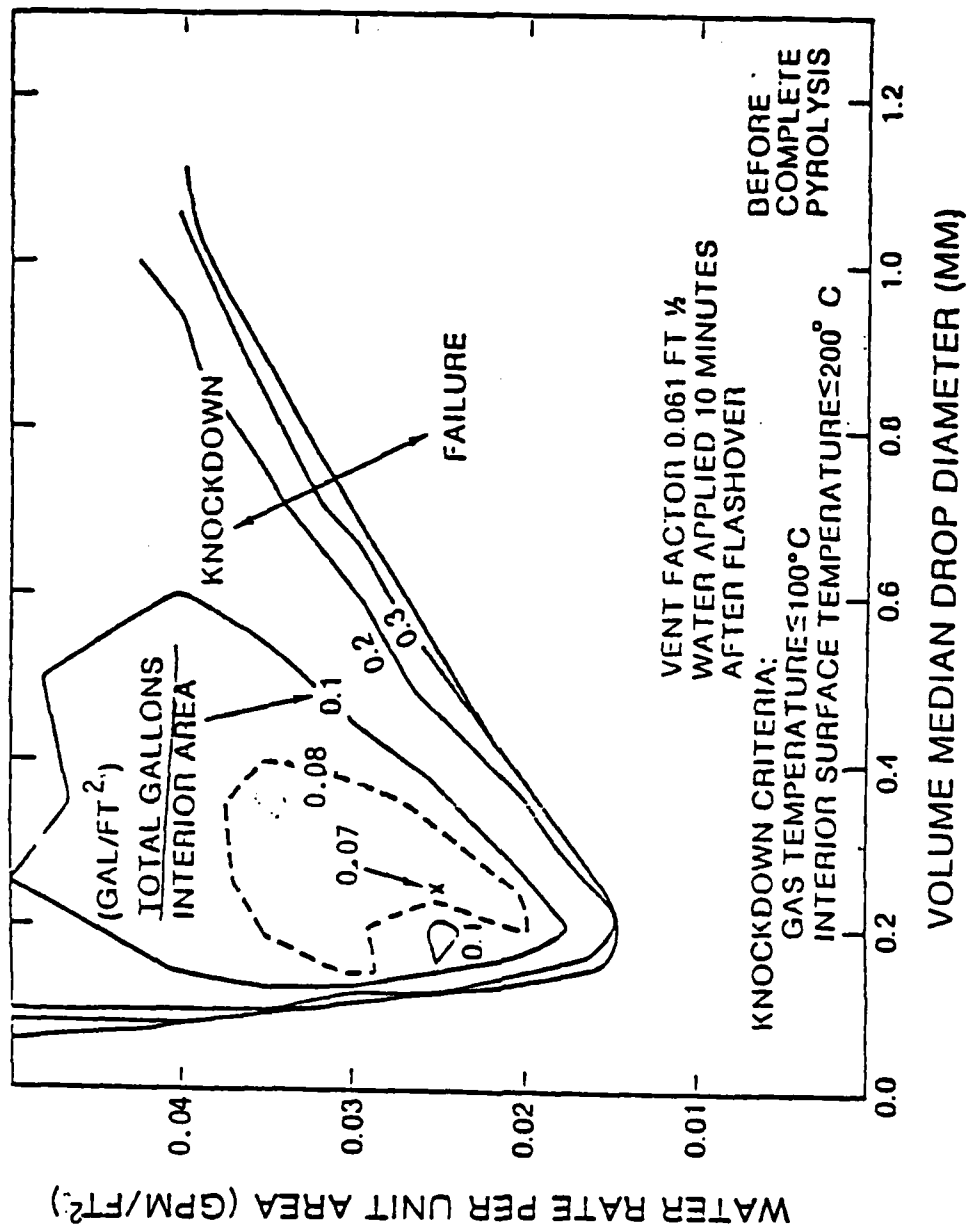 WATER RATE PER UNIT AREA (GPM/FT²)
0.04
0.03
0.02
0.01
(GAL/FT²)
TOTAL GALLONS
INTERIOR AREA
0.1
0.08
0.07
0.2
0.3
KNOCKDOWN
FAILURE
VENT FACTOR 0.061 FT ½
WATER APPLIED 10 MINUTES
AFTER FLASHOVER
KNOCKDOWN CRITERIA:
GAS TEMPERATURE≤100°C
INTERIOR SURFACE TEMPERATURE≤200° C
BEFORE
COMPLETE
PYROLYSIS
0.0
0.2
0.4
0.6
0.8
1.0
1.2
VOLUME MEDIAN DROP DIAMETER (MM)